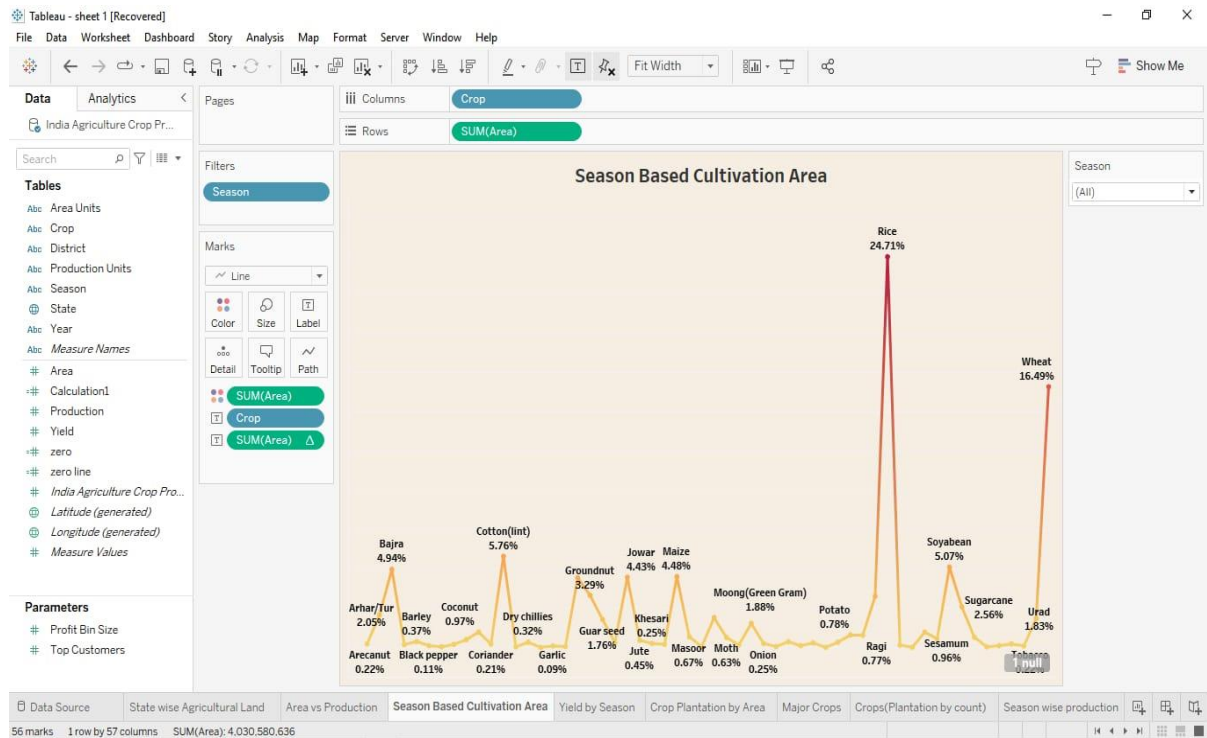 Tableau - sheet 1 [Recovered]
File Data Worksheet Dashboard Story Analysis Map Format Server Window Help
Fit Width
Show Me
Data Analytics
India Agriculture Crop Pr...
Search
Tables
Abc Area Units
Abc Crop
Abc District
Abc Production Units
Abc Season
State
Abc Year
Abc Measure Names
# Area
=# Calculation1
# Production
# Yield
=# zero
=# zero line
# India Agriculture Crop Pro...
Latitude (generated)
Longitude (generated)
# Measure Values
Parameters
# Profit Bin Size
# Top Customers
Pages
Filters
Season
Marks
Line
Color Size Label
Detail Tooltip Path
SUM(Area)
Crop
SUM(Area) Δ
Columns Crop
Rows SUM(Area)
Season Based Cultivation Area
Rice
24.71%
Wheat
16.49%
Cotton(lint)
5.76%
Bajra
4.94%
Groundnut
3.29%
Jowar
4.43%
Maize
4.48%
Soyabean
5.07%
Moong(Green Gram)
1.88%
Sugarcane
2.56%
Arhar/Tur
2.05%
Barley
0.37%
Coconut
0.97%
Dry chillies
0.32%
Guar seed
1.76%
Khesari
0.25%
Potato
0.78%
Urad
1.83%
Arecanut
0.22%
Black pepper
0.11%
Coriander
0.21%
Garlic
0.09%
Jute
0.45%
Masoor
0.67%
Moth
0.63%
Onion
0.25%
Ragi
0.77%
Sesamum
0.96%
Tobacco
0.22%
1 null
Season
(All)
Data Source State wise Agricultural Land Area vs Production Season Based Cultivation Area Yield by Season Crop Plantation by Area Major Crops Crops(Plantation by count) Season wise production
56 marks 1 row by 57 columns SUM(Area): 4,030,580,636